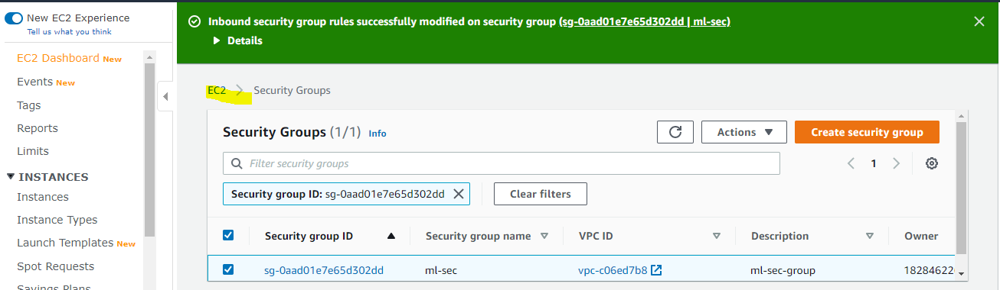 New EC2 Experience
Tell us what you think
EC2 Dashboard New
Events New
Tags
Reports
Limits
INSTANCES
Instances
Instance Types
Launch Templates New
Spot Requests
Savings Plans
Inbound security group rules successfully modified on security group (sg-0aad01e7e65d302dd | ml-sec)
Details
EC2 > Security Groups
Security Groups (1/1) Info
Actions
Create security group
Filter security groups
1
Security group ID: sg-0aad01e7e65d302dd
Clear filters
Security group ID Security group name VPC ID Description Owner
sg-0aad01e7e65d302dd ml-sec vpc-c06ed7b8 ml-sec-group 18284622